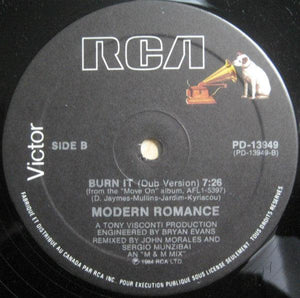 RCA
Victor
SIDE B
PD-13949
(PD-13949-B)
BURN IT (Dub Version) 7:26
(from the "Move On" album, AFL1-5397)
(D. Jaymes-Mullins-Jardim-Kyriacou)
MODERN ROMANCE
A TONY VISCONTI PRODUCTION
ENGINEERED BY BRYAN EVANS
REMIXED BY JOHN MORALES AND
SERGIO MUNZIBAI
AN "M & M MIX"
℗ 1984 RCA LTD.
FABRIQUÉ ET DISTRIBUÉ AU CANADA PAR RCA INC. POUR EXÉCUTION PUBLIQUE SOUS LICENCE SEULEMENT. TOUS DROITS RÉSERVÉS